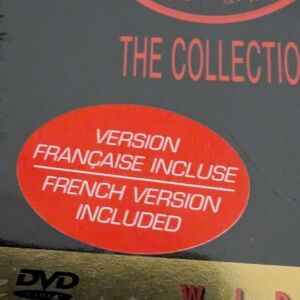 THE COLLECTIO
VERSION
FRANÇAISE INCLUSE
FRENCH VERSION
INCLUDED
DVD
W I D